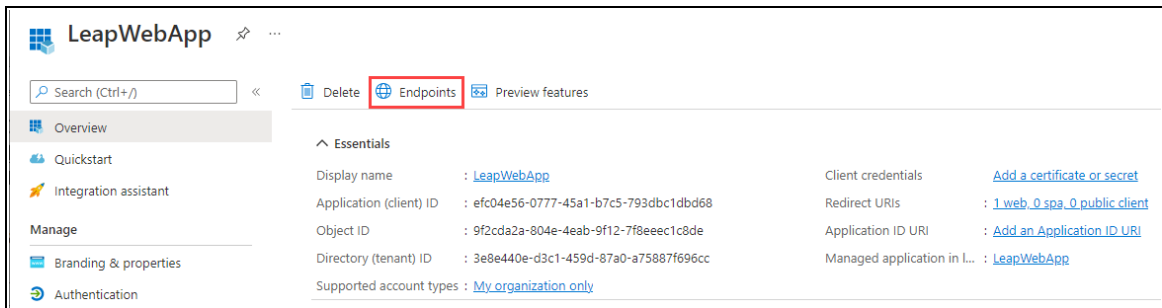 LeapWebApp ...
Search (Ctrl+/) «
Delete Endpoints Preview features
Overview
Essentials
Quickstart
Display name : LeapWebApp Client credentials Add a certificate or secret
Integration assistant
Application (client) ID : efc04e56-0777-45a1-b7c5-793dbc1dbd68 Redirect URIs : 1 web, 0 spa, 0 public client
Manage
Object ID : 9f2cda2a-804e-4eab-9f12-7f8eeec1c8de Application ID URI : Add an Application ID URI
Branding & properties
Directory (tenant) ID : 3e8e440e-d3c1-459d-87a0-a75887f696cc Managed application in l... : LeapWebApp
Authentication
Supported account types : My organization only